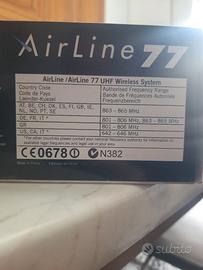 AirLine 77
AirLine/AirLine 77 UHF Wireless System
Country Code
Code de Pays
Laender-Kuerzel
Authorised Frequency Range
Bande de Fréquences Autorisée
Frequenzbereich
AT, BE, CH, DK, ES, FI, GB, IE,
NL, NO, PT, SE
863 – 865 MHz
DE, FR, IT *
801 – 806 MHz, 863 – 865 MHz
GR
801 – 806 MHz
US, CA, IT *
642 – 646 MHz
CE0678 N382
subito